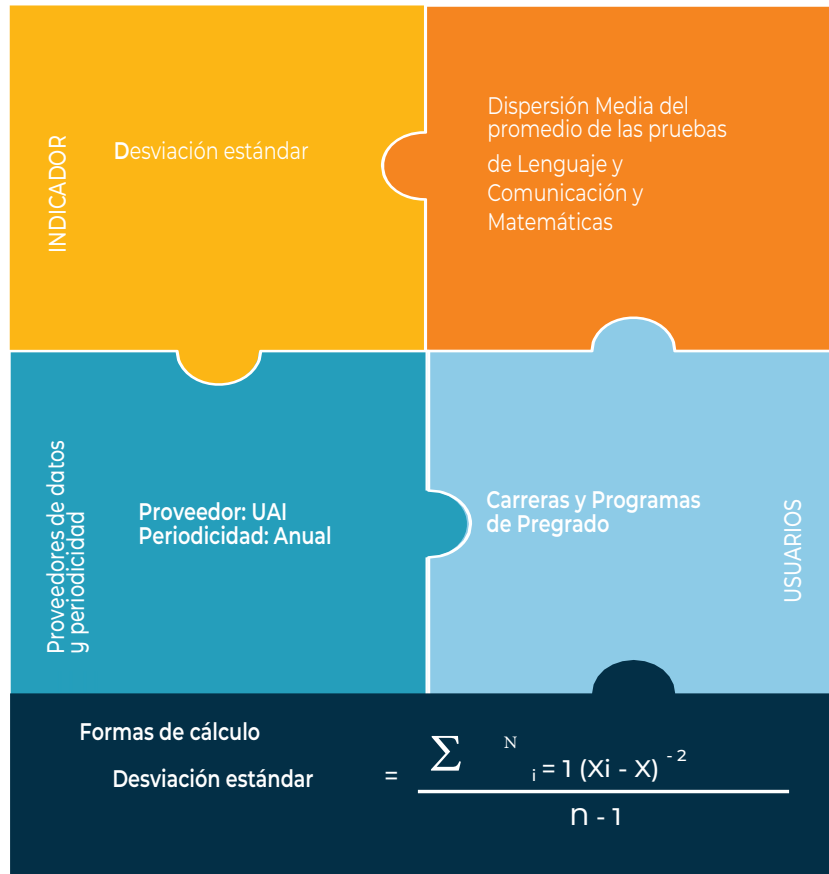 INDICADOR
Desviación estándar
Dispersión Media del
promedio de las pruebas
de Lenguaje y
Comunicación y
Matemáticas
Proveedores de datos
y periodicidad
Proveedor: UAI
Periodicidad: Anual
Carreras y Programas
de Pregrado
USUARIOS
Formas de cálculo
Desviación estándar = ∑ N i = 1 (Xi - X) - 2
n - 1